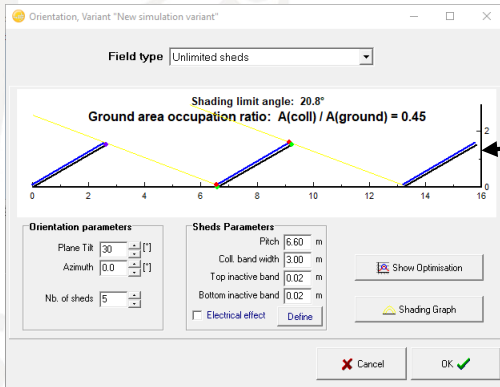 Orientation, Variant "New simulation variant"
Field type Unlimited sheds
Shading limit angle: 20.8°
Ground area occupation ratio: A(coll) / A(ground) = 0.45
2
0
0 2 4 6 8 10 12 14
Orientation parameters
Plane Tilt 30 [°]
Azimuth 0.0 [°]
Nb. of sheds 5
Sheds Parameters
Pitch 6.60 m
Coll. band width 3.00 m
Top inactive band 0.02 m
Bottom inactive band 0.02 m
Electrical effect Define
Show Optimisation
Shading Graph
Cancel OK